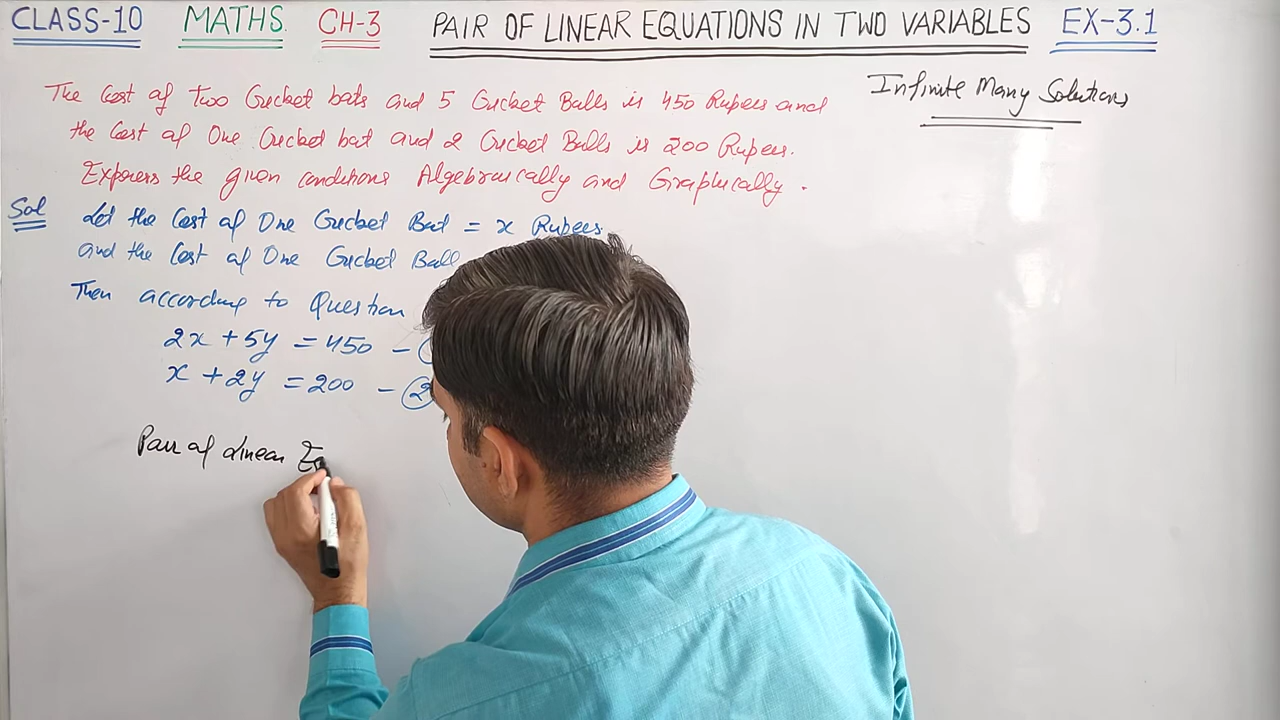 CLASS-10 MATHS CH-3 PAIR OF LINEAR EQUATIONS IN TWO VARIABLES EX-3.1
Infinite Many Solutions
The Cost of Two Cricket bats and 5 Cricket Balls is 450 Rupees and
the Cost of One Cricket bat and 2 Cricket Balls is 200 Rupees.
Express the given conditions Algebraically and Graphically.
Sol Let the Cost of One Cricket Bat = x Rupees
and the Cost of One Cricket Ball
Then according to Question
2x + 5y = 450 -
x + 2y = 200 - 2
Pair of Linear